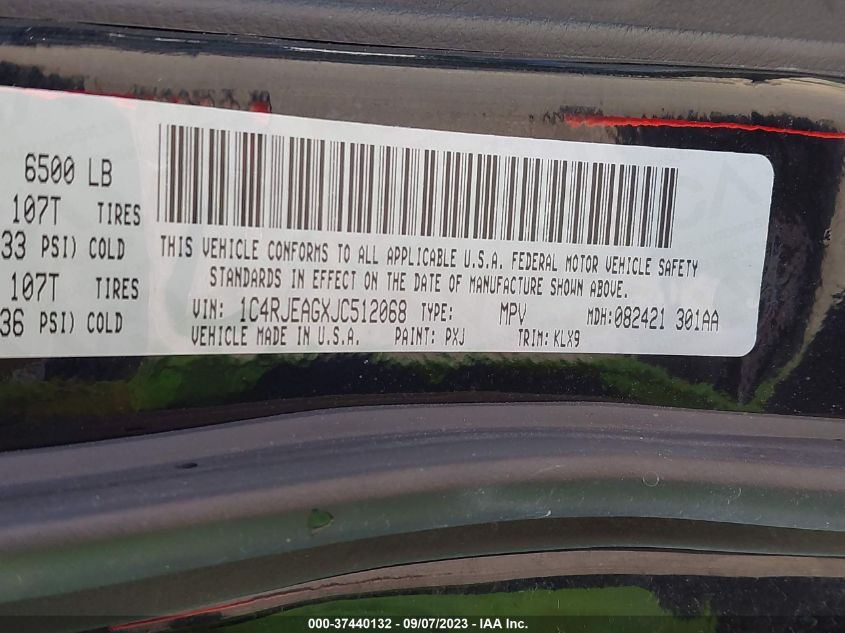 6500 LB
107T TIRES
33 PSI) COLD
107T TIRES
36 PSI) COLD
THIS VEHICLE CONFORMS TO ALL APPLICABLE U.S.A. FEDERAL MOTOR VEHICLE SAFETY
STANDARDS IN EFFECT ON THE DATE OF MANUFACTURE SHOWN ABOVE.
VIN: 1C4RJEAGXJC512068 TYPE: MPV MDH:082421 301AA
VEHICLE MADE IN U.S.A. PAINT: PXJ TRIM: KLX9
000-37440132 - 09/07/2023 - IAA Inc.